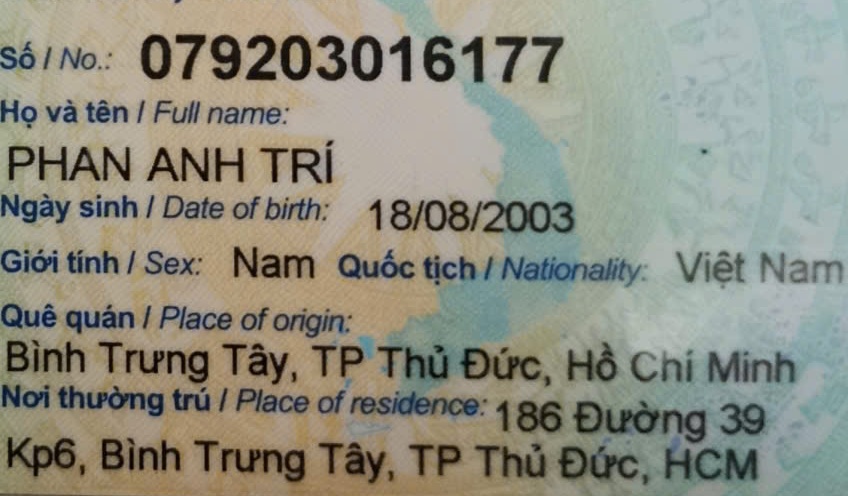 Số / No.: 079203016177
Họ và tên / Full name:
PHAN ANH TRÍ
Ngày sinh / Date of birth: 18/08/2003
Giới tính / Sex: Nam Quốc tịch / Nationality: Việt Nam
Quê quán / Place of origin:
Bình Trưng Tây, TP Thủ Đức, Hồ Chí Minh
Nơi thường trú / Place of residence: 186 Đường 39
Kp6, Bình Trưng Tây, TP Thủ Đức, HCM